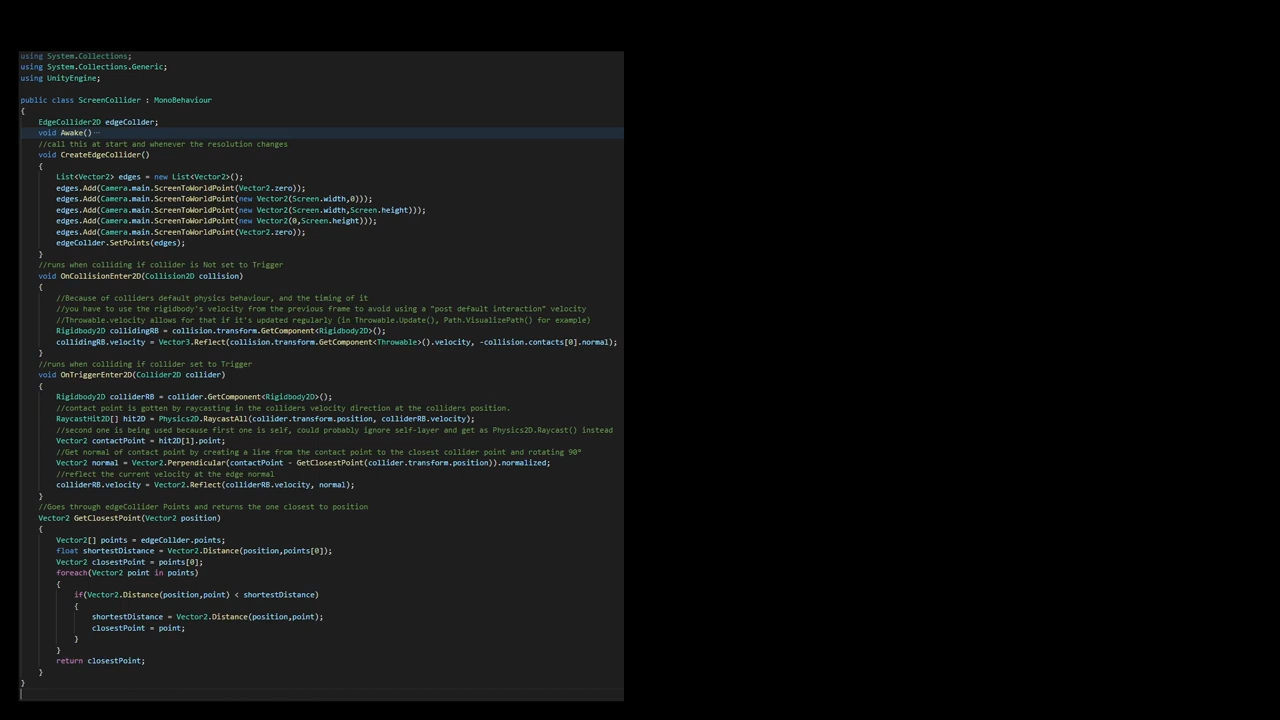 using System.Collections;
using System.Collections.Generic;
using UnityEngine;
public class ScreenCollider : MonoBehaviour
{
EdgeCollider2D edgeCollder;
void Awake() ...
//call this at start and whenever the resolution changes
void CreateEdgeCollider()
{
List<Vector2> edges = new List<Vector2>();
edges.Add(Camera.main.ScreenToWorldPoint(Vector2.zero));
edges.Add(Camera.main.ScreenToWorldPoint(new Vector2(Screen.width,0)));
edges.Add(Camera.main.ScreenToWorldPoint(new Vector2(Screen.width,Screen.height)));
edges.Add(Camera.main.ScreenToWorldPoint(new Vector2(0,Screen.height)));
edges.Add(Camera.main.ScreenToWorldPoint(Vector2.zero));
edgeCollder.SetPoints(edges);
}
//runs when colliding if collider is Not set to Trigger
void OnCollisionEnter2D(Collision2D collision)
{
//Because of colliders default physics behaviour, and the timing of it
//you have to use the rigidbody's velocity from the previous frame to avoid using a "post default interaction" velocity
//Throwable.velocity allows for that if it's updated regularly (in Throwable.Update(), Path.VisualizePath() for example}
Rigidbody2D collidingRB = collision.transform.GetComponent<Rigidbody2D>();
collidingRB.velocity = Vector3.Reflect(collision.transform.GetComponent<Throwable>().velocity, -collision.contacts[0].normal);
}
//runs when colliding if collider set to Trigger
void OnTriggerEnter2D(Collider2D collider)
{
Rigidbody2D colliderRB = collider.GetComponent<Rigidbody2D>();
//contact point is gotten by raycasting in the colliders velocity direction at the colliders position.
RaycastHit2D[] hit2D = Physics2D.RaycastAll(collider.transform.position, colliderRB.velocity);
//second one is being used because first one is self, could probably ignore self-layer and get as Physics2D.Raycast() instead
Vector2 contactPoint = hit2D[1].point;
//Get normal of contact point by creating a line from the contact point to the closest collider point and rotating 90°
Vector2 normal = Vector2.Perpendicular(contactPoint - GetClosestPoint(collider.transform.position)).normalized;
//reflect the current velocity at the edge normal
colliderRB.velocity = Vector2.Reflect(colliderRB.velocity, normal);
}
//Goes through edgeCollider Points and returns the one closest to position
Vector2 GetClosestPoint(Vector2 position)
{
Vector2[] points = edgeCollder.points;
float shortestDistance = Vector2.Distance(position,points[0]);
Vector2 closestPoint = points[0];
foreach(Vector2 point in points)
{
if(Vector2.Distance(position,point) < shortestDistance)
{
shortestDistance = Vector2.Distance(position,point);
closestPoint = point;
}
}
return closestPoint;
}
}